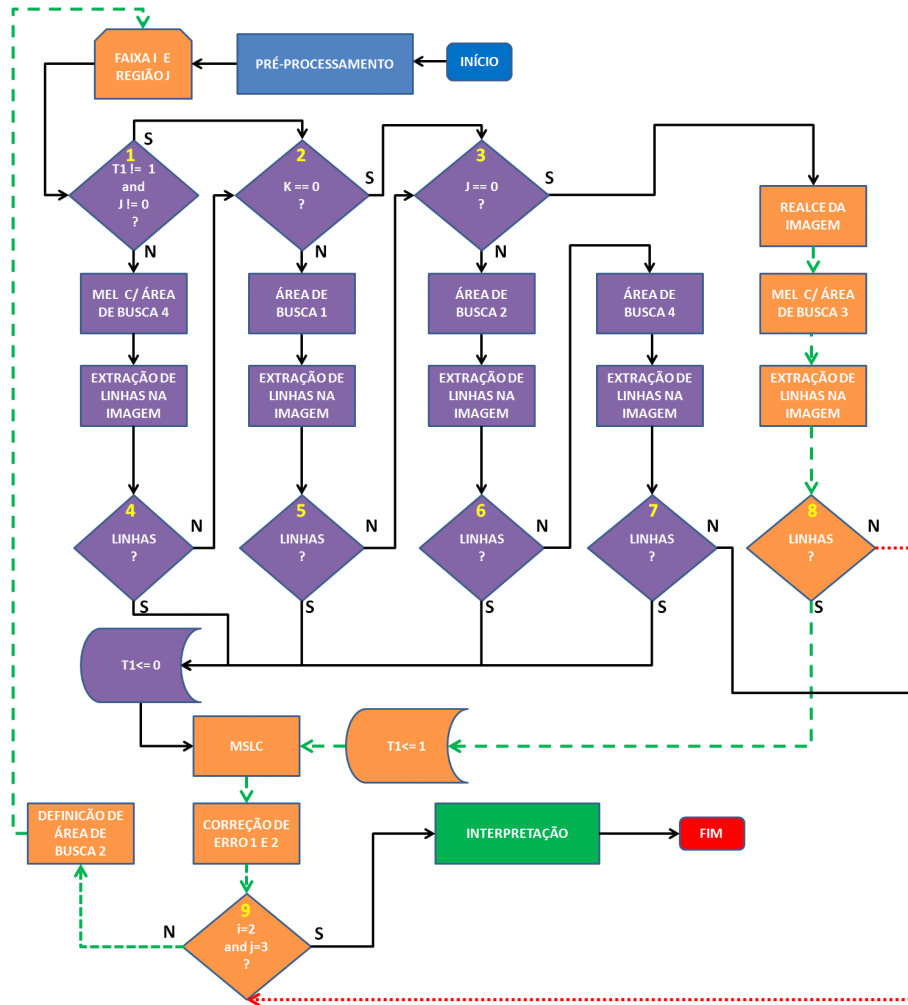 FAIXA I E
REGIÃO J
PRÉ-PROCESSAMENTO
INÍCIO
S
1
T1 != 1
and
J != 0
?
N
2
K == 0
?
S
N
3
J == 0
?
S
N
REALCE DA
IMAGEM
MEL C/ ÁREA
DE BUSCA 4
ÁREA DE
BUSCA 1
ÁREA DE
BUSCA 2
ÁREA DE
BUSCA 4
MEL C/ ÁREA
DE BUSCA 3
EXTRAÇÃO DE
LINHAS NA
IMAGEM
EXTRAÇÃO DE
LINHAS NA
IMAGEM
EXTRAÇÃO DE
LINHAS NA
IMAGEM
EXTRAÇÃO DE
LINHAS NA
IMAGEM
EXTRAÇÃO DE
LINHAS NA
IMAGEM
4
LINHAS
?
N
S
5
LINHAS
?
N
S
6
LINHAS
?
N
S
7
LINHAS
?
N
S
8
LINHAS
?
N
S
T1<= 0
MSLC
T1<= 1
DEFINICÃO DE
ÁREA DE
BUSCA 2
CORREÇÃO DE
ERRO 1 E 2
INTERPRETAÇÃO
FIM
N
9
i=2
and j=3
?
S